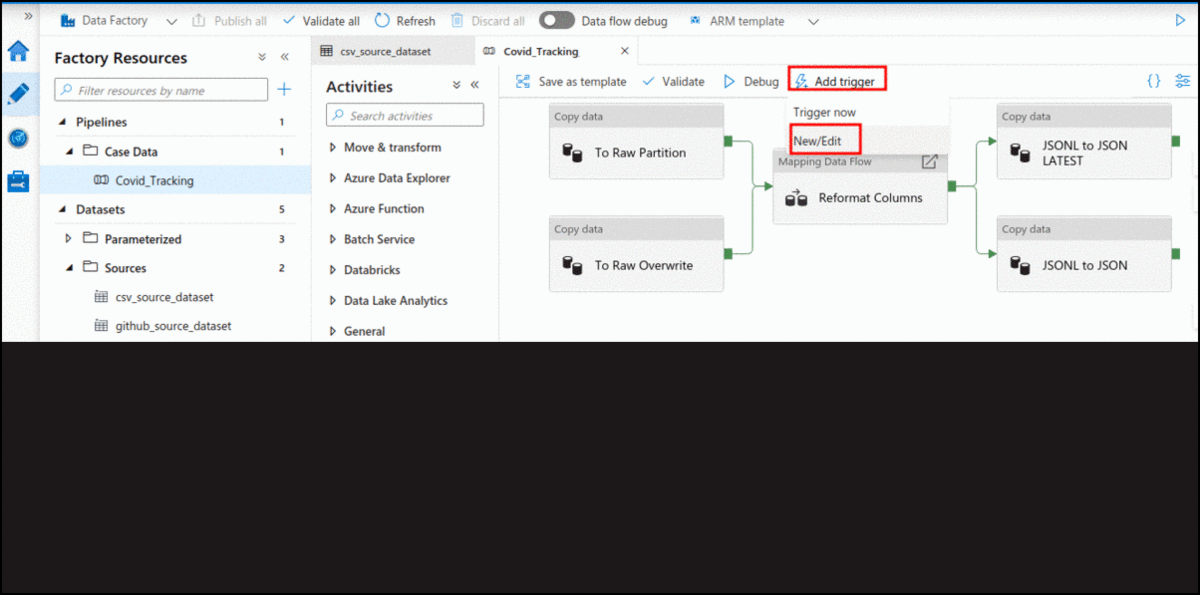 Data Factory
Publish all
Validate all
Refresh
Discard all
Data flow debug
ARM template
Factory Resources
Filter resources by name
Pipelines 1
Case Data 1
Covid_Tracking
Datasets 5
Parameterized 3
Sources 2
csv_source_dataset
github_source_dataset
csv_source_dataset
Covid_Tracking
Activities
Search activities
Move & transform
Azure Data Explorer
Azure Function
Batch Service
Databricks
Data Lake Analytics
General
Save as template
Validate
Debug
Add trigger
Trigger now
New/Edit
Copy data
To Raw Partition
Copy data
To Raw Overwrite
Mapping Data Flow
Reformat Columns
Copy data
JSONL to JSON
LATEST
Copy data
JSONL to JSON